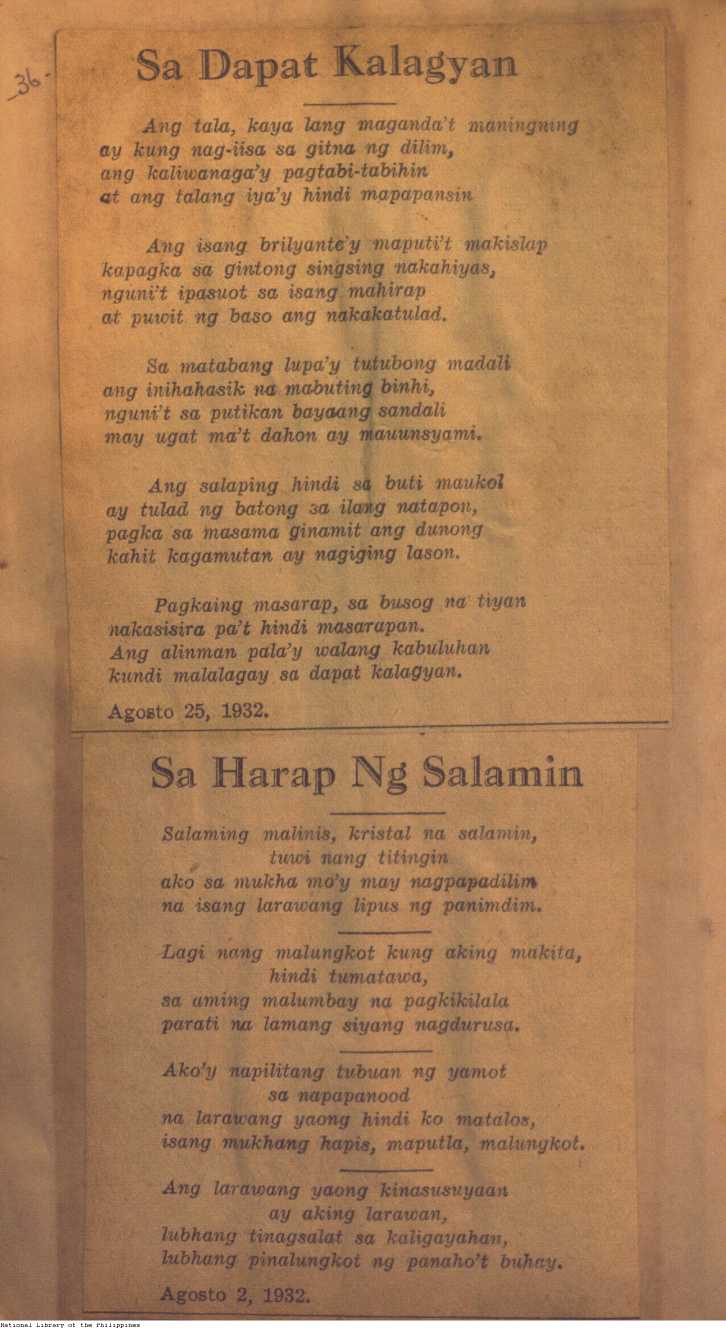 -36-
Sa Dapat Kalagyan
Ang tala, kaya lang maganda't maningning
ay kung nag-iisa sa gitna ng dilim,
ang kaliwanaga'y pagtabi-tabihin
at ang talang iya'y hindi mapapansin
Ang isang brilyante'y maputi't makislap
kapagka sa gintong singsing nakahiyas,
nguni't ipasuot sa isang mahirap
at puwit ng baso ang nakakatulad.
Sa matabang lupa'y tutubong madali
ang inihahasik na mabuting binhi,
nguni't sa putikan bayaang sandali
may ugat ma't dahon ay mauunsyami.
Ang salaping hindi sa buti maukol
ay tulad ng batong sa ilang natapon,
pagka sa masama ginamit ang dunong
kahit kagamutan ay nagiging lason.
Pagkaing masarap, sa busog na tiyan
nakasisira pa't hindi masarapan.
Ang alinman pala'y walang kabuluhan
kundi malalagay sa dapat kalagyan.
Agosto 25, 1932.
Sa Harap Ng Salamin
Salaming malinis, kristal na salamin,
tuwi nang titingin
ako sa mukha mo'y may nagpapadilim
na isang larawang lipus ng panimdim.
Lagi nang malungkot kung aking makita,
hindi tumatawa,
sa aming malumbay na pagkikilala
parati na lamang siyang nagdurusa.
Ako'y napilitang tubuan ng yamot
sa napapanood
na larawang yaong hindi ko matalos,
isang mukhang hapis, maputla, malungkot.
Ang larawang yaong kinasusuyaan
ay aking larawan,
lubhang tinagsalat sa kaligayahan,
lubhang pinalungkot ng panaho't buhay.
Agosto 2, 1932.
National Library of the Philippines